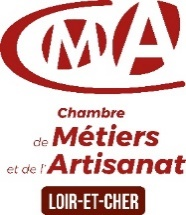 CMA
Chambre
de Métiers
et de l'Artisanat
LOIR-ET-CHER